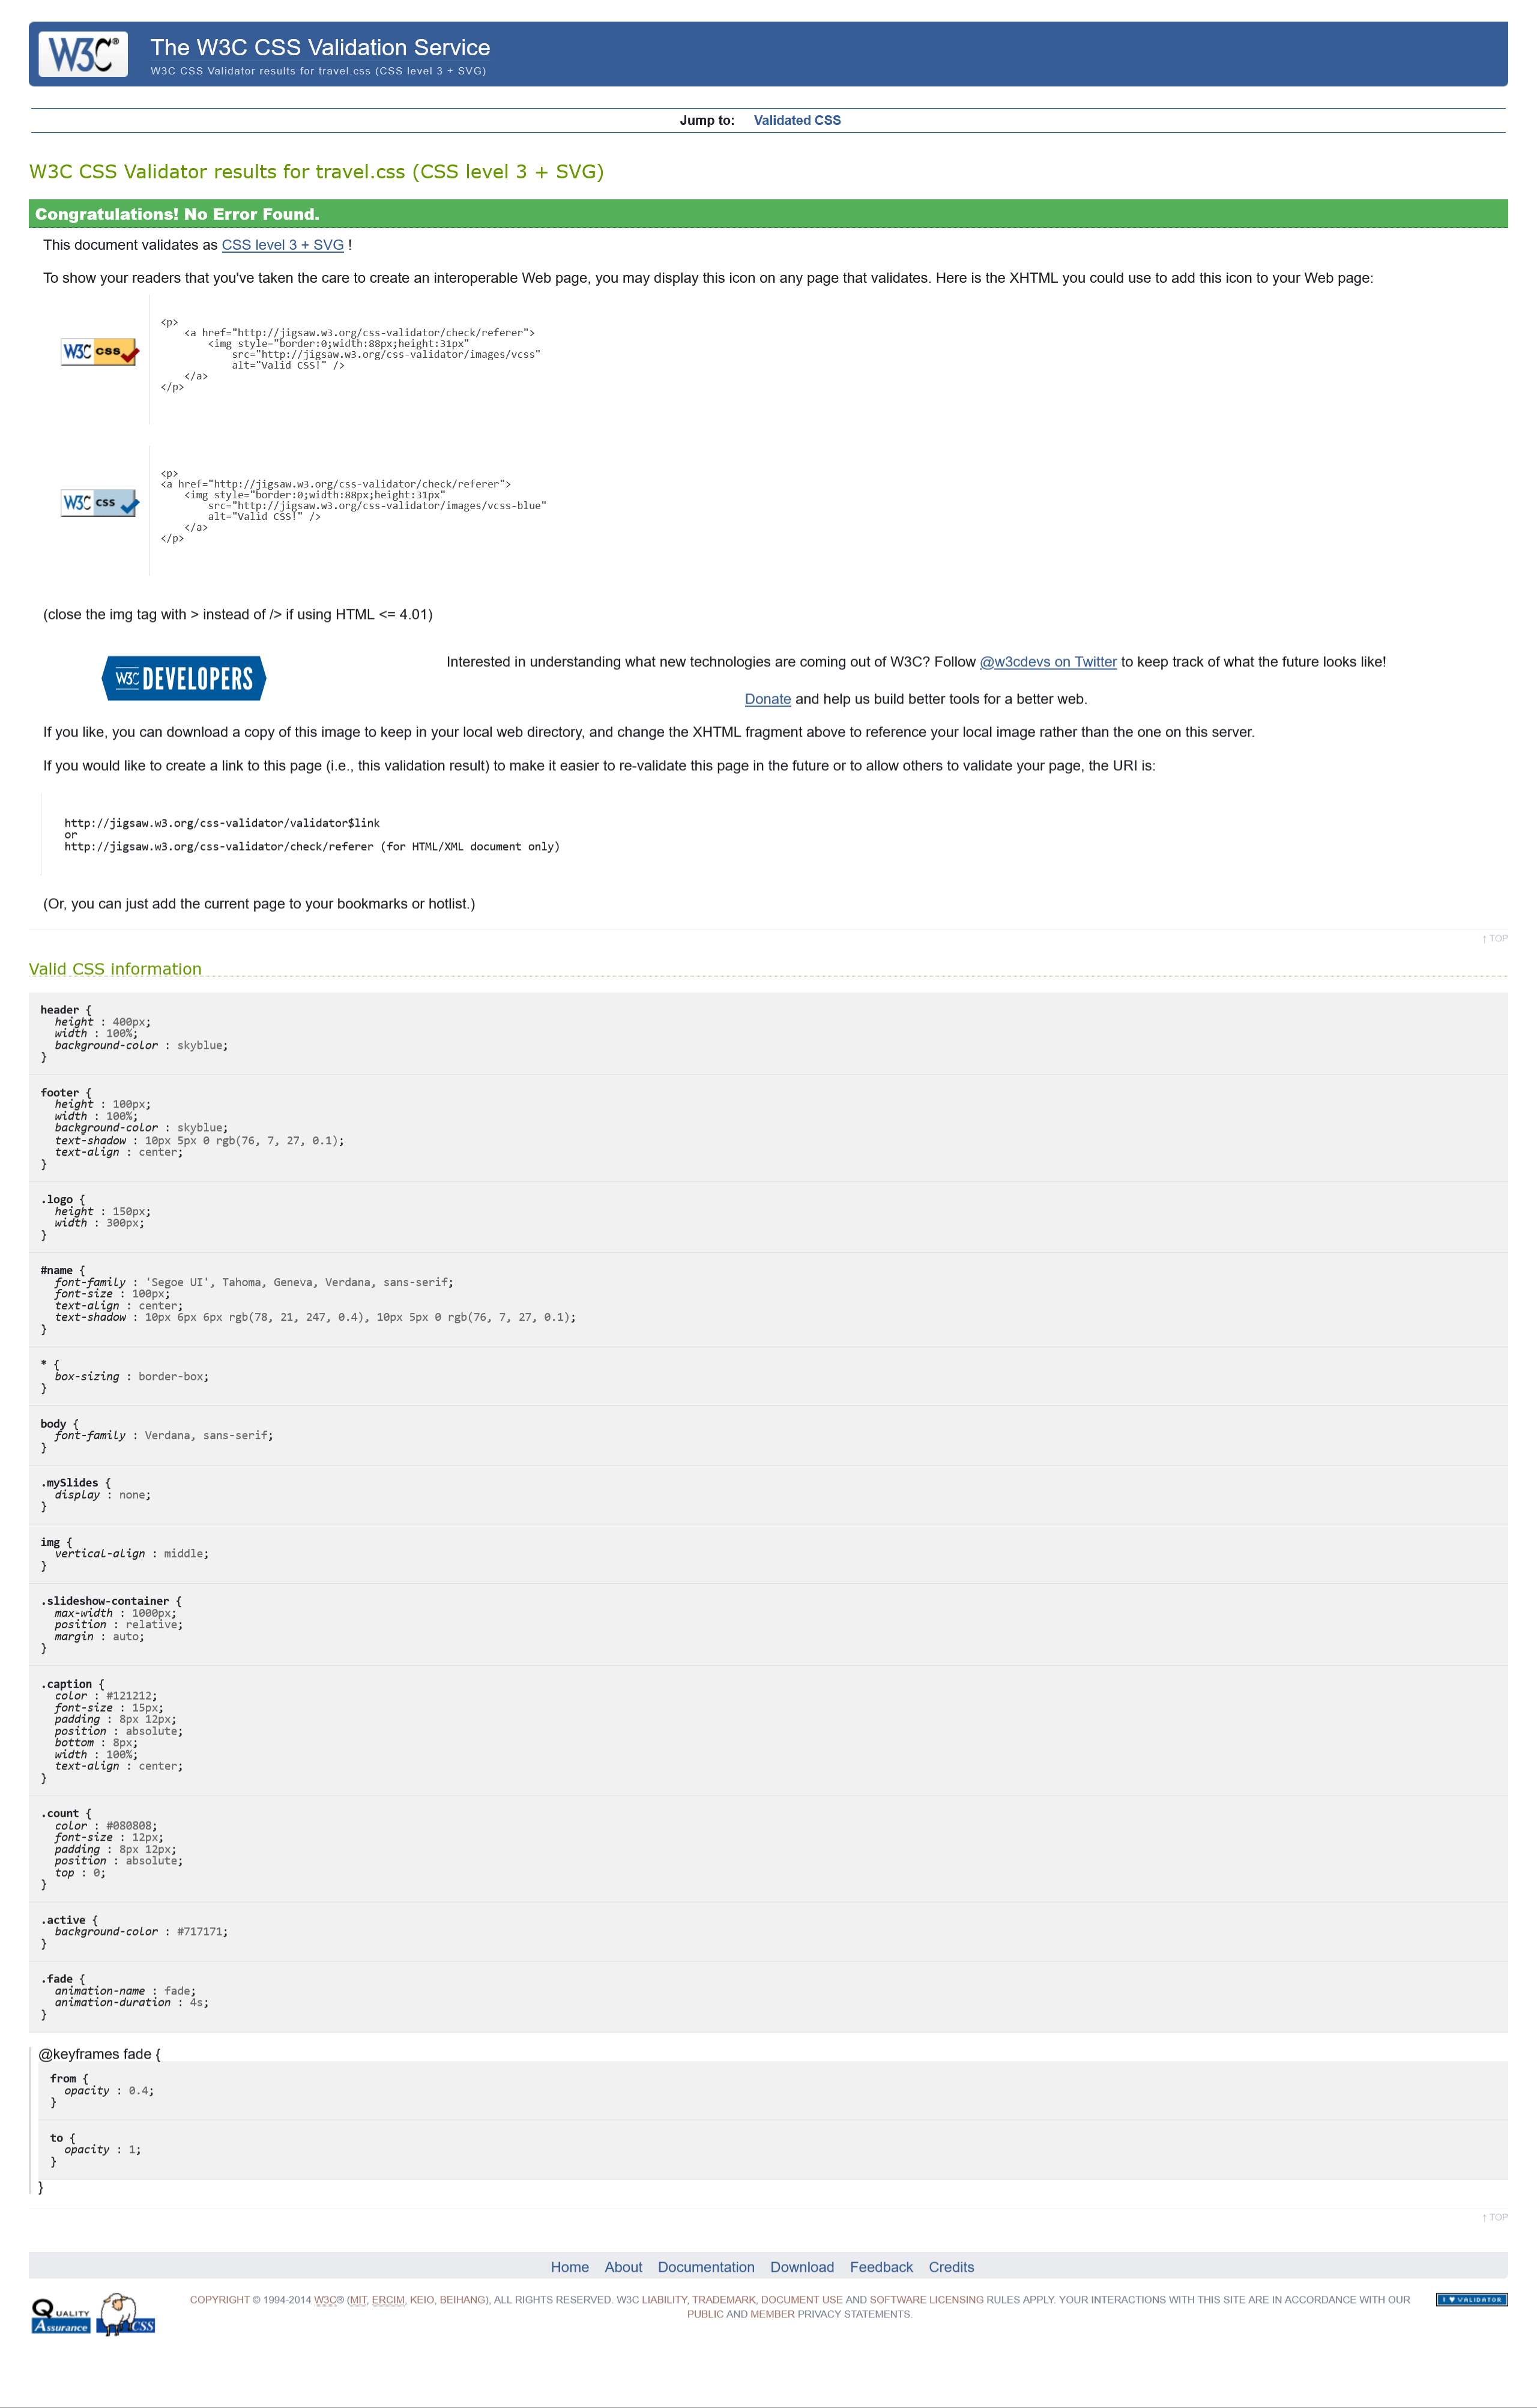 W3C®
The W3C CSS Validation Service
W3C CSS Validator results for travel.css (CSS level 3 + SVG)
Jump to: Validated CSS
W3C CSS Validator results for travel.css (CSS level 3 + SVG)
Congratulations! No Error Found.
This document validates as CSS level 3 + SVG !
To show your readers that you've taken the care to create an interoperable Web page, you may display this icon on any page that validates. Here is the XHTML you could use to add this icon to your Web page:
W3C css
<p>
    <a href="http://jigsaw.w3.org/css-validator/check/referer">
        <img style="border:0;width:88px;height:31px"
            src="http://jigsaw.w3.org/css-validator/images/vcss"
            alt="Valid CSS!" />
    </a>
</p>
W3C css
<p>
<a href="http://jigsaw.w3.org/css-validator/check/referer">
    <img style="border:0;width:88px;height:31px"
        src="http://jigsaw.w3.org/css-validator/images/vcss-blue"
        alt="Valid CSS!" />
    </a>
</p>
(close the img tag with > instead of /> if using HTML <= 4.01)
W3C DEVELOPERS
Interested in understanding what new technologies are coming out of W3C? Follow @w3cdevs on Twitter to keep track of what the future looks like!
Donate and help us build better tools for a better web.
If you like, you can download a copy of this image to keep in your local web directory, and change the XHTML fragment above to reference your local image rather than the one on this server.
If you would like to create a link to this page (i.e., this validation result) to make it easier to re-validate this page in the future or to allow others to validate your page, the URI is:
http://jigsaw.w3.org/css-validator/validator$link
or
http://jigsaw.w3.org/css-validator/check/referer (for HTML/XML document only)
(Or, you can just add the current page to your bookmarks or hotlist.)
↑ TOP
Valid CSS information
header {
height : 400px;
width : 100%;
background-color : skyblue;
}
footer {
height : 100px;
width : 100%;
background-color : skyblue;
text-shadow : 10px 5px 0 rgb(76, 7, 27, 0.1);
text-align : center;
}
.logo {
height : 150px;
width : 300px;
}
#name {
font-family : 'Segoe UI', Tahoma, Geneva, Verdana, sans-serif;
font-size : 100px;
text-align : center;
text-shadow : 10px 6px 6px rgb(78, 21, 247, 0.4), 10px 5px 0 rgb(76, 7, 27, 0.1);
}
* {
box-sizing : border-box;
}
body {
font-family : Verdana, sans-serif;
}
.mySlides {
display : none;
}
img {
vertical-align : middle;
}
.slideshow-container {
max-width : 1000px;
position : relative;
margin : auto;
}
.caption {
color : #121212;
font-size : 15px;
padding : 8px 12px;
position : absolute;
bottom : 8px;
width : 100%;
text-align : center;
}
.count {
color : #080808;
font-size : 12px;
padding : 8px 12px;
position : absolute;
top : 0;
}
.active {
background-color : #717171;
}
.fade {
animation-name : fade;
animation-duration : 4s;
}
@keyframes fade {
from {
opacity : 0.4;
}
to {
opacity : 1;
}
}
↑ TOP
Home About Documentation Download Feedback Credits
QUALITY
Assurance
CSS
COPYRIGHT © 1994-2014 W3C® (MIT, ERCIM, KEIO, BEIHANG), ALL RIGHTS RESERVED. W3C LIABILITY, TRADEMARK, DOCUMENT USE AND SOFTWARE LICENSING RULES APPLY. YOUR INTERACTIONS WITH THIS SITE ARE IN ACCORDANCE WITH OUR
PUBLIC AND MEMBER PRIVACY STATEMENTS.
I ♥ VALIDATOR